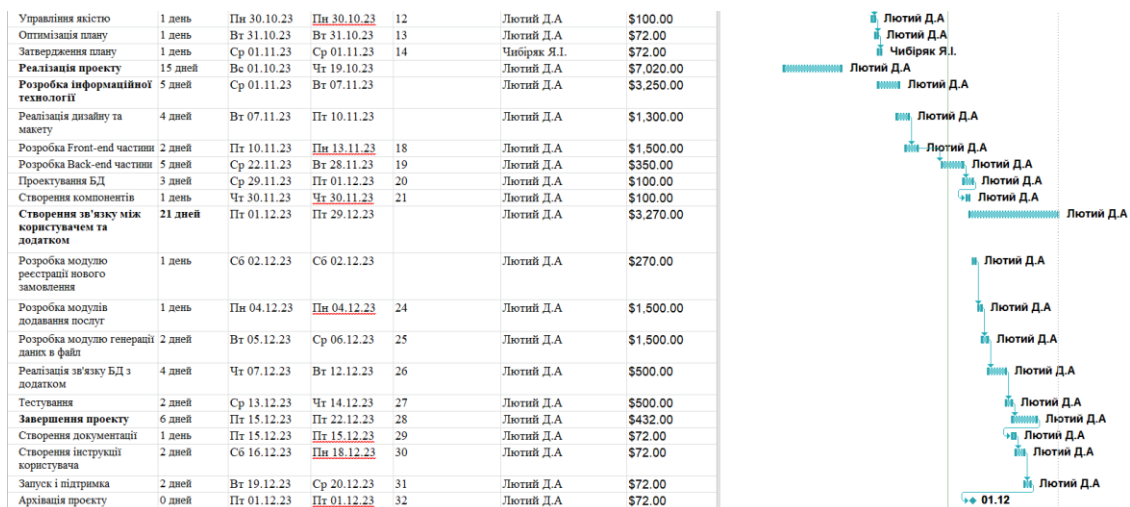 Управління якістю 1 день Пн 30.10.23 Пн 30.10.23 12 Лютий Д.А $100.00 Лютий Д.А
Оптимізація плану 1 день Вт 31.10.23 Вт 31.10.23 13 Лютий Д.А $72.00 Лютий Д.А
Затвердження плану 1 день Ср 01.11.23 Ср 01.11.23 14 Чибіряк Я.І. $72.00 Чибіряк Я.І.
Реалізація проекту 15 дней Вс 01.10.23 Чт 19.10.23 Лютий Д.А $7,020.00 Лютий Д.А
Розробка інформаційної 5 дней Ср 01.11.23 Вт 07.11.23 Лютий Д.А $3,250.00 Лютий Д.А
технології
Реалізація дизайну та 4 дней Вт 07.11.23 Пт 10.11.23 Лютий Д.А $1,300.00 Лютий Д.А
макету
Розробка Front-end частини 2 дней Пт 10.11.23 Пн 13.11.23 18 Лютий Д.А $1,500.00 Лютий Д.А
Розробка Back-end частини 5 дней Ср 22.11.23 Вт 28.11.23 19 Лютий Д.А $350.00 Лютий Д.А
Проектування БД 3 дней Ср 29.11.23 Пт 01.12.23 20 Лютий Д.А $100.00 Лютий Д.А
Створення компонентів 1 день Чт 30.11.23 Чт 30.11.23 21 Лютий Д.А $100.00 Лютий Д.А
Створення зв'язку між 21 дней Пт 01.12.23 Пт 29.12.23 Лютий Д.А $3,270.00 Лютий Д.А
користувачем та
додатком
Розробка модулю 1 день Сб 02.12.23 Сб 02.12.23 Лютий Д.А $270.00 Лютий Д.А
реєстрації нового
замовлення
Розробка модулів 1 день Пн 04.12.23 Пн 04.12.23 24 Лютий Д.А $1,500.00 Лютий Д.А
додавання послуг
Розробка модулю генерації 2 дней Вт 05.12.23 Ср 06.12.23 25 Лютий Д.А $1,500.00 Лютий Д.А
даних в файл
Реалізація зв'язку БД з 4 дней Чт 07.12.23 Вт 12.12.23 26 Лютий Д.А $500.00 Лютий Д.А
додатком
Тестування 2 дней Ср 13.12.23 Чт 14.12.23 27 Лютий Д.А $500.00 Лютий Д.А
Завершення проекту 6 дней Пт 15.12.23 Пт 22.12.23 28 Лютий Д.А $432.00 Лютий Д.А
Створення документації 1 день Пт 15.12.23 Пт 15.12.23 29 Лютий Д.А $72.00 Лютий Д.А
Створення інструкції 2 дней Сб 16.12.23 Пн 18.12.23 30 Лютий Д.А $72.00 Лютий Д.А
користувача
Запуск і підтримка 2 дней Вт 19.12.23 Ср 20.12.23 31 Лютий Д.А $72.00 Лютий Д.А
Архівація проєкту 0 дней Пт 01.12.23 Пт 01.12.23 32 Лютий Д.А $72.00 01.12